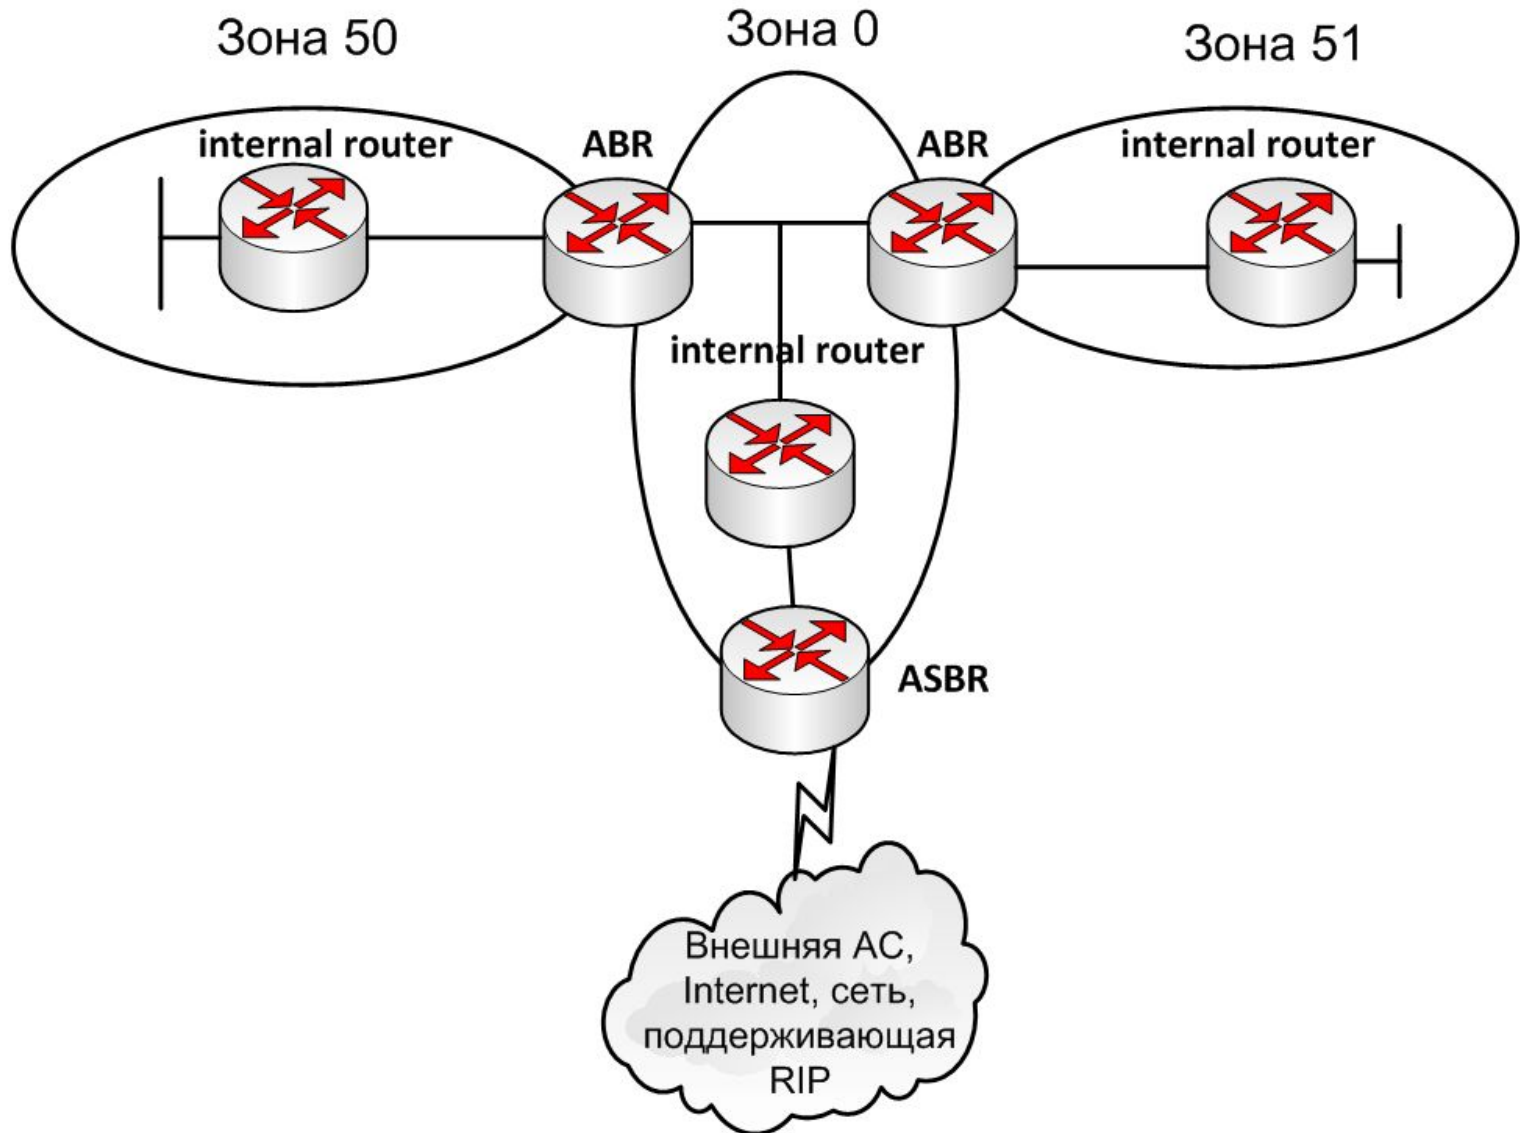 Зона 50
Зона 0
Зона 51
internal router
ABR
ABR
internal router
internal router
ASBR
Внешняя АС,
Internet, сеть,
поддерживающая
RIP